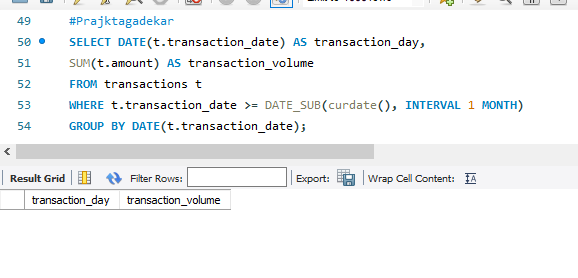 49 #Prajktagadekar
50 SELECT DATE(t.transaction_date) AS transaction_day,
51 SUM(t.amount) AS transaction_volume
52 FROM transactions t
53 WHERE t.transaction_date >= DATE_SUB(curdate(), INTERVAL 1 MONTH)
54 GROUP BY DATE(t.transaction_date);
Result Grid Filter Rows: Export: Wrap Cell Content:
transaction_day transaction_volume